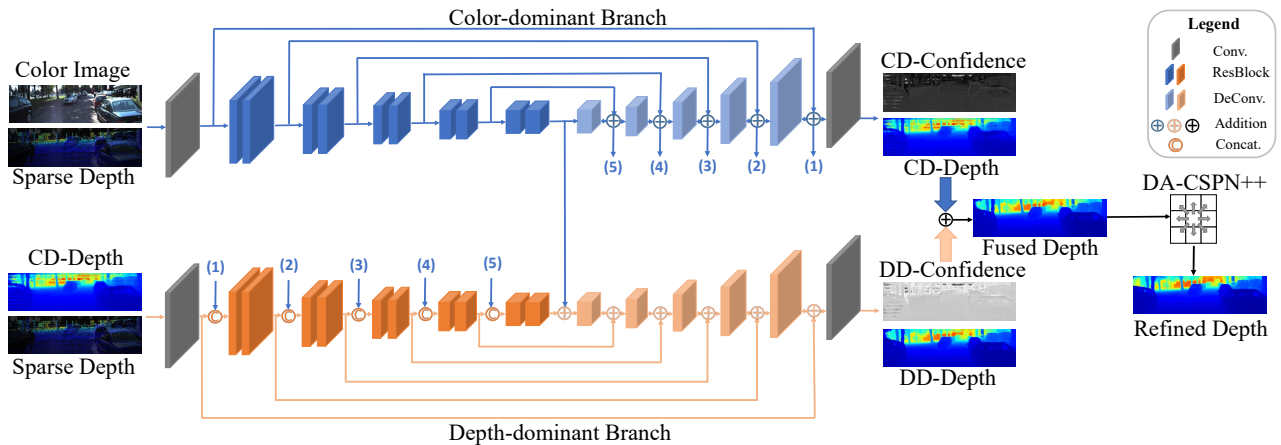 Color-dominant Branch
Color Image
Sparse Depth
(5)
(4)
(3)
(2)
(1)
CD-Confidence
CD-Depth
Legend
Conv.
ResBlock
DeConv.
Addition
Concat.
DA-CSPN++
Fused Depth
Refined Depth
CD-Depth
Sparse Depth
(1)
(2)
(3)
(4)
(5)
DD-Confidence
DD-Depth
Depth-dominant Branch